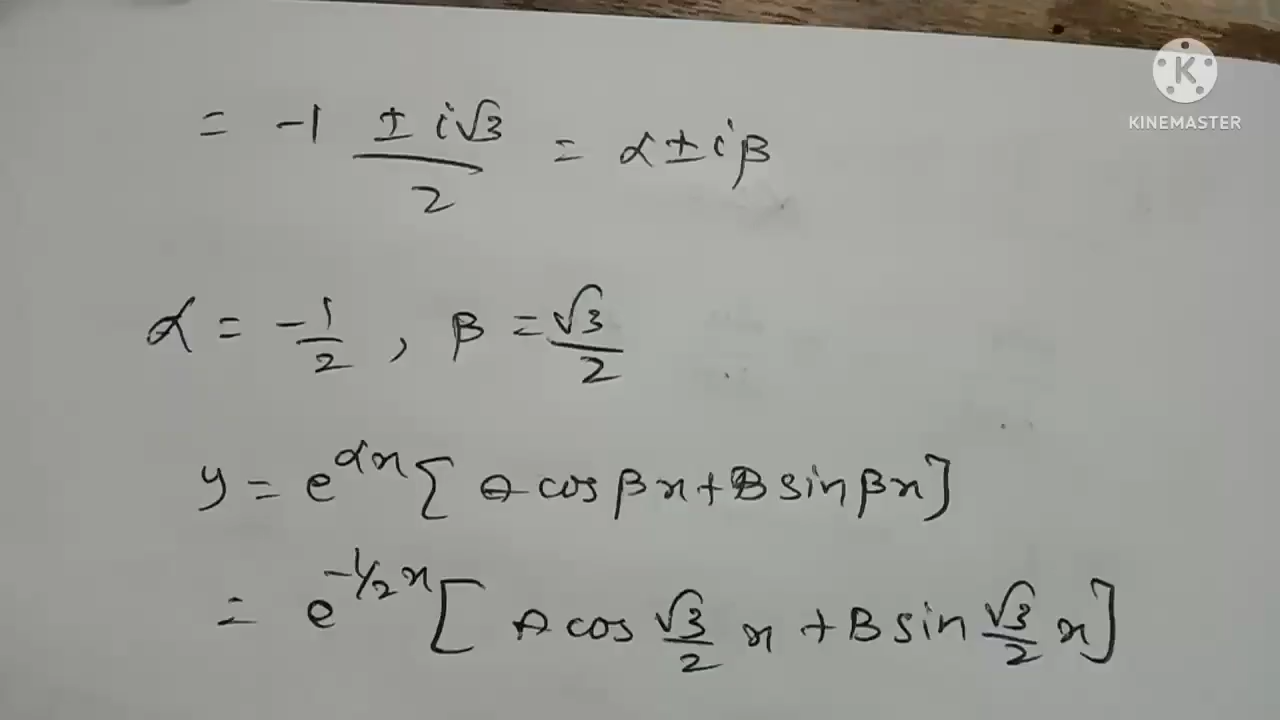 = -1 ± i√3 / 2 = α ± iβ
K
KINEMASTER
α = -1/2 , β = √3/2
y = e^{αx} [ A cos βx + B sin βx ]
= e^{-1/2 x} [ A cos √3/2 x + B sin √3/2 x ]